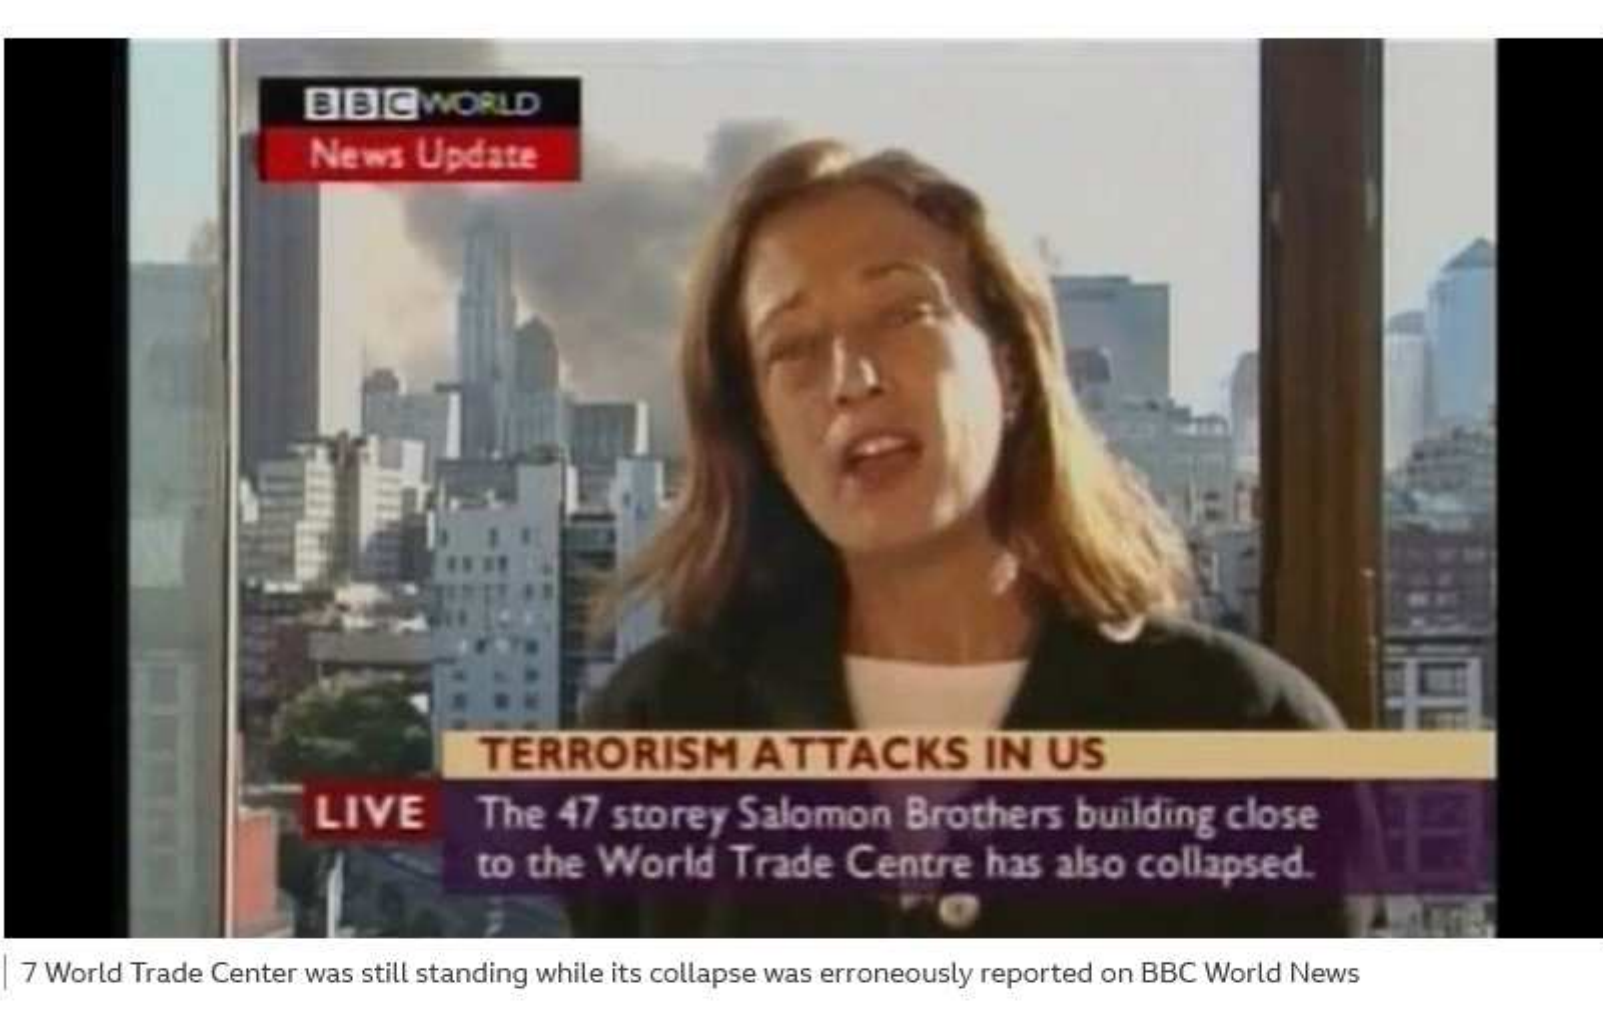 BBC WORLD
News Update
TERRORISM ATTACKS IN US
LIVE
The 47 storey Salomon Brothers building close
to the World Trade Centre has also collapsed.
7 World Trade Center was still standing while its collapse was erroneously reported on BBC World News